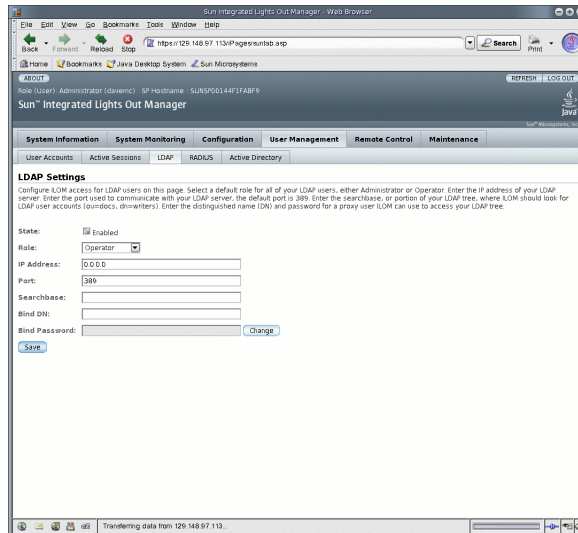 Sun Integrated Lights Out Manager - Web Browser
File Edit View Go Bookmarks Tools Window Help
Back Forward Reload Stop https://129.148.97.113/iPages/suntab.asp Search Print
Home Bookmarks Java Desktop System Sun Microsystems
ABOUT REFRESH LOG OUT
Role (User): Administrator (davemc) SP Hostname : SUNSP00144F1FABF9
Sun™ Integrated Lights Out Manager
Java
Sun™ Microsystems, In
System Information System Monitoring Configuration User Management Remote Control Maintenance
User Accounts Active Sessions LDAP RADIUS Active Directory
LDAP Settings
Configure ILOM access for LDAP users on this page. Select a default role for all of your LDAP users, either Administrator or Operator. Enter the IP address of your LDAP
server. Enter the port used to communicate with your LDAP server, the default port is 389. Enter the searchbase, or portion of your LDAP tree, where ILOM should look for
LDAP user accounts (ou=docs, dn=writers). Enter the distinguished name (DN) and password for a proxy user ILOM can use to access your LDAP tree.
State: Enabled
Role: Operator
IP Address: 0.0.0.0
Port: 389
Searchbase:
Bind DN:
Bind Password: Change
Save
Transferring data from 129.148.97.113...